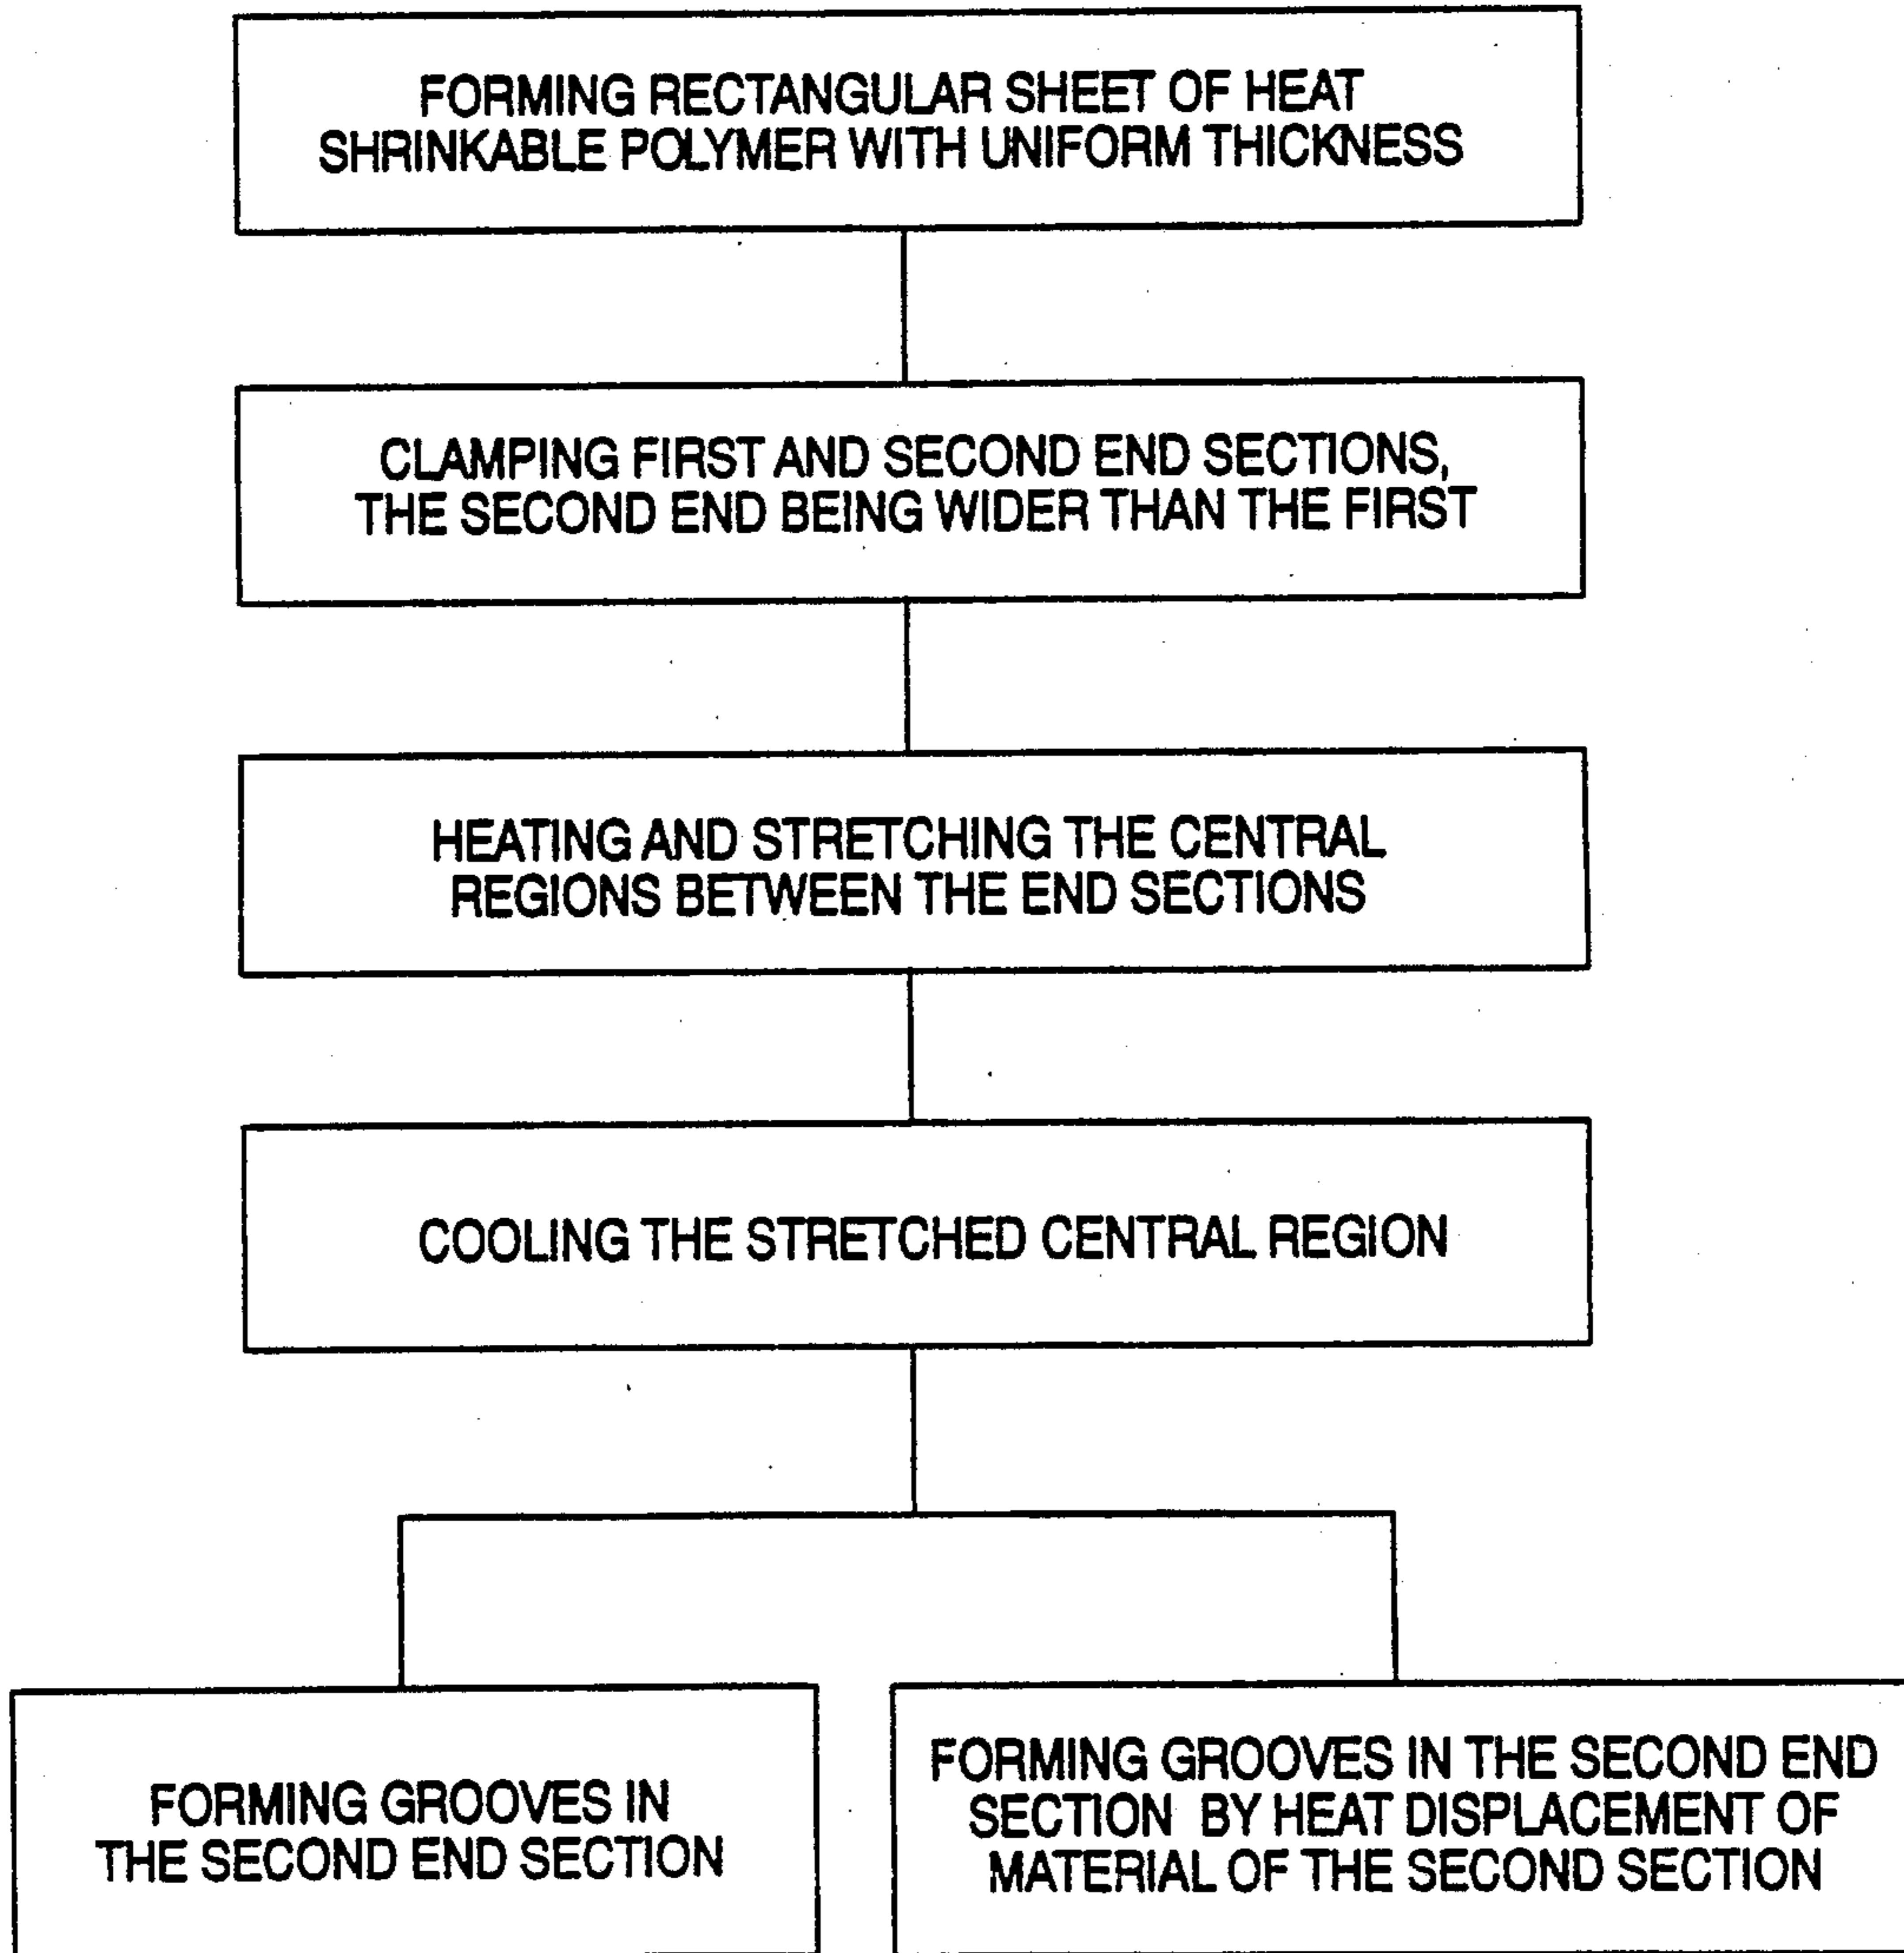 FORMING RECTANGULAR SHEET OF HEAT
SHRINKABLE POLYMER WITH UNIFORM THICKNESS
CLAMPING FIRST AND SECOND END SECTIONS,
THE SECOND END BEING WIDER THAN THE FIRST
HEATING AND STRETCHING THE CENTRAL
REGIONS BETWEEN THE END SECTIONS
COOLING THE STRETCHED CENTRAL REGION
FORMING GROOVES IN
THE SECOND END SECTION
FORMING GROOVES IN THE SECOND END
SECTION BY HEAT DISPLACEMENT OF
MATERIAL OF THE SECOND SECTION